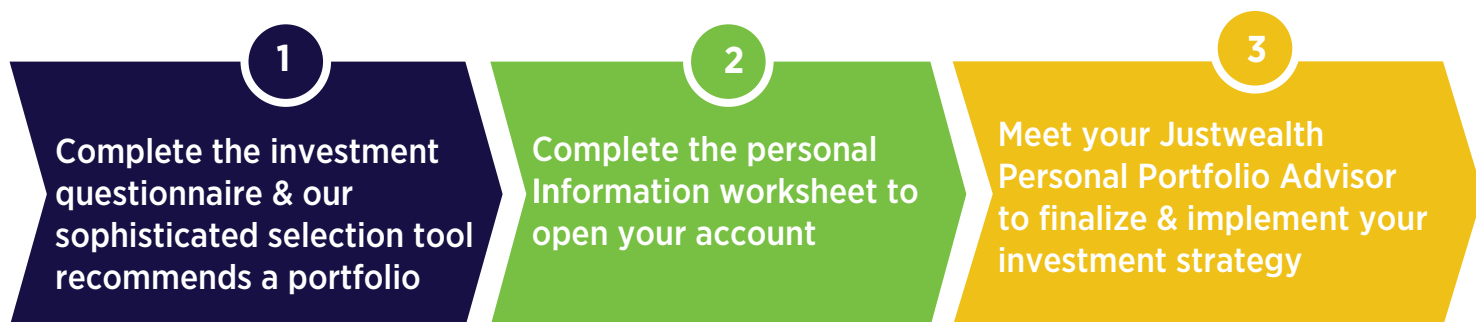 1
Complete the investment
questionnaire & our
sophisticated selection tool
recommends a portfolio
2
Complete the personal
Information worksheet to
open your account
3
Meet your Justwealth
Personal Portfolio Advisor
to finalize & implement your
investment strategy